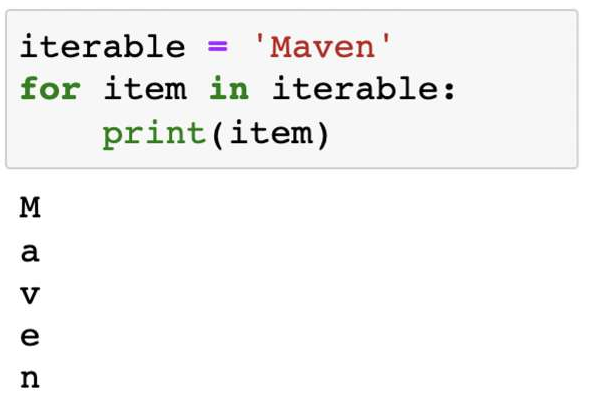 iterable = 'Maven'
for item in iterable:
    print(item)
M
a
v
e
n